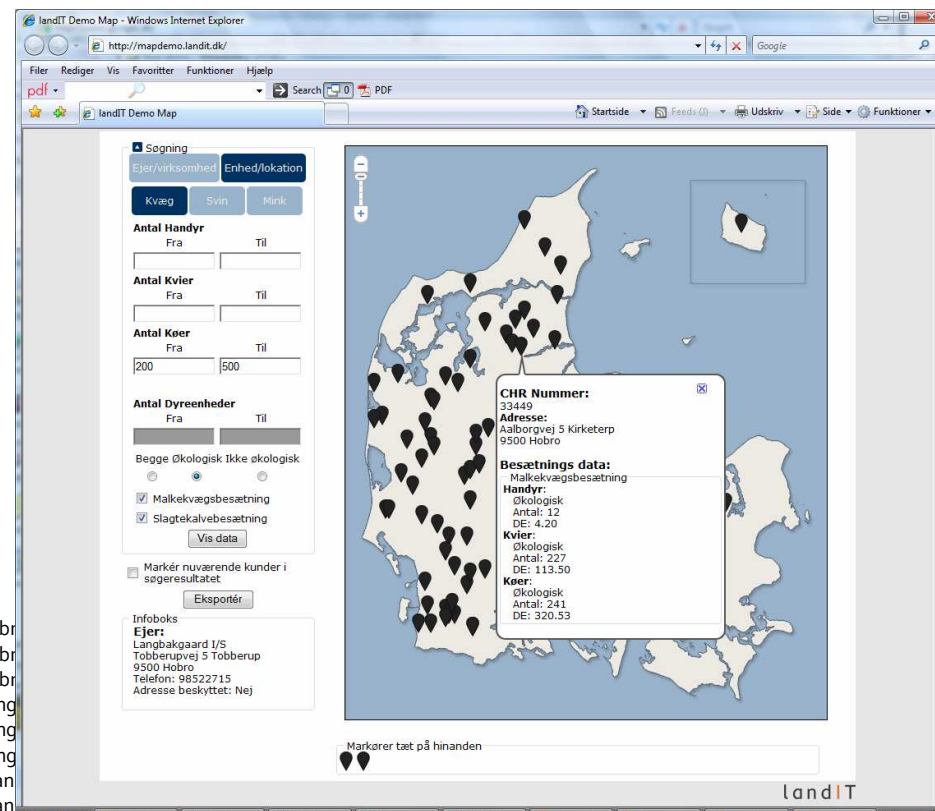 landIT Demo Map - Windows Internet Explorer
http://mapdemo.landit.dk/
Google
Filer Rediger Vis Favoritter Funktioner Hjælp
pdf Search 0 PDF
landIT Demo Map
Startside Feeds (J) Udskriv Side Funktioner
Søgning
Ejer/virksomhed Enhed/lokation
Kvæg Svin Mink
Antal Handyr
Fra Til
Antal Kvier
Fra Til
Antal Køer
Fra Til
200 500
Antal Dyreenheder
Fra Til
Begge Økologisk Ikke økologisk
Malkekvægsbesætning
Slagtekalvebesætning
Vis data
Markér nuværende kunder i
søgeresultatet
Eksportér
Infoboks
Ejer:
Langbakgaard I/S
Tobberupvej 5 Tobberup
9500 Hobro
Telefon: 98522715
Adresse beskyttet: Nej
CHR Nummer:
33449
Adresse:
Aalborgvej 5 Kirketerp
9500 Hobro
Besætnings data:
Malkekvægsbesætning
Handyr:
Økologisk
Antal: 12
DE: 4.20
Kvier:
Økologisk
Antal: 227
DE: 113.50
Køer:
Økologisk
Antal: 241
DE: 320.53
Markører tæt på hinanden
landIT